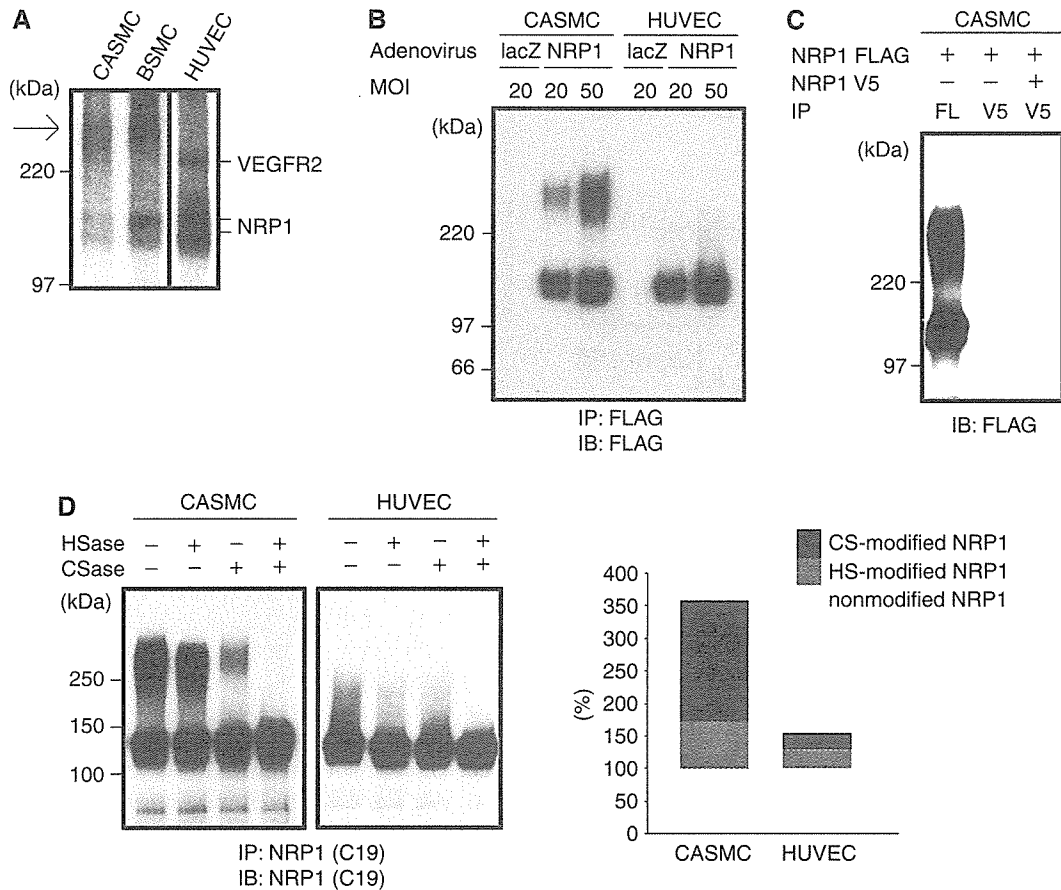 A
CASMC
BSMC
HUVEC
(kDa)
220
97
VEGFR2
NRP1
B
CASMC HUVEC
Adenovirus lacZ NRP1 lacZ NRP1
MOI 20 20 50 20 20 50
(kDa)
220
97
66
IP: FLAG
IB: FLAG
C
CASMC
NRP1 FLAG + + +
NRP1 V5 − − +
IP FL V5 V5
(kDa)
220
97
IB: FLAG
D
CASMC HUVEC
HSase − + − + − + − +
CSase − − + + − − + +
(kDa)
250
150
100
IP: NRP1 (C19)
IB: NRP1 (C19)
CS-modified NRP1
HS-modified NRP1
nonmodified NRP1
(%)
400
350
300
250
200
150
100
50
0
CASMC HUVEC